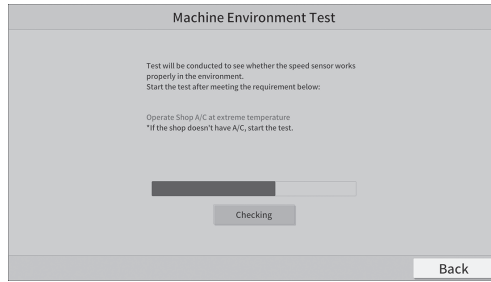 Machine Environment Test
Test will be conducted to see whether the speed sensor works
properly in the environment.
Start the test after meeting the requirement below:
Operate Shop A/C at extreme temperature
*If the shop doesn't have A/C, start the test.
Checking
Back